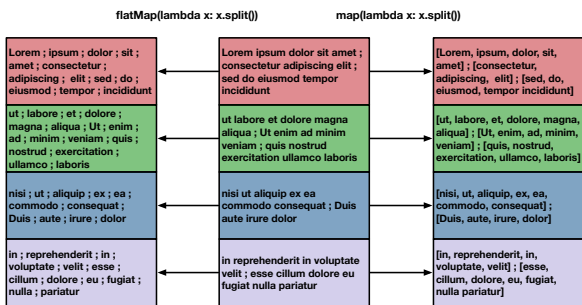 flatMap(lambda x: x.split())
map(lambda x: x.split())
Lorem ; ipsum ; dolor ; sit ;
amet ; consectetur ;
adipiscing ; elit ; sed ; do ;
eiusmod ; tempor ; incididunt
Lorem ipsum dolor sit amet ;
consectetur adipiscing elit ;
sed do eiusmod tempor
incididunt
[Lorem, ipsum, dolor, sit,
amet] ; [consectetur,
adipiscing, elit] ; [sed, do,
eiusmod, tempor incididunt]
ut ; labore ; et ; dolore ;
magna ; aliqua ; Ut ; enim ;
ad ; minim ; veniam ; quis ;
nostrud ; exercitation ;
ullamco ; laboris
ut labore et dolore magna
aliqua ; Ut enim ad minim
veniam ; quis nostrud
exercitation ullamco laboris
[ut, labore, et, dolore, magna,
aliqua] ; [Ut, enim, ad, minim,
veniam] ; [quis, nostrud,
exercitation, ullamco, laboris]
nisi ; ut ; aliquip ; ex ; ea ;
commodo ; consequat ;
Duis ; aute ; irure ; dolor
nisi ut aliquip ex ea
commodo consequat ; Duis
aute irure dolor
[nisi, ut, aliquip, ex, ea,
commodo, consequat] ;
[Duis, aute, irure, dolor]
in ; reprehenderit ; in ;
voluptate ; velit ; esse ;
cillum ; dolore ; eu ; fugiat ;
nulla ; pariatur
in reprehenderit in voluptate
velit ; esse cillum dolore eu
fugiat nulla pariatur
[in, reprehenderit, in,
voluptate, velit] ; [esse,
cillum, dolore, eu, fugiat,
nulla, pariatur]